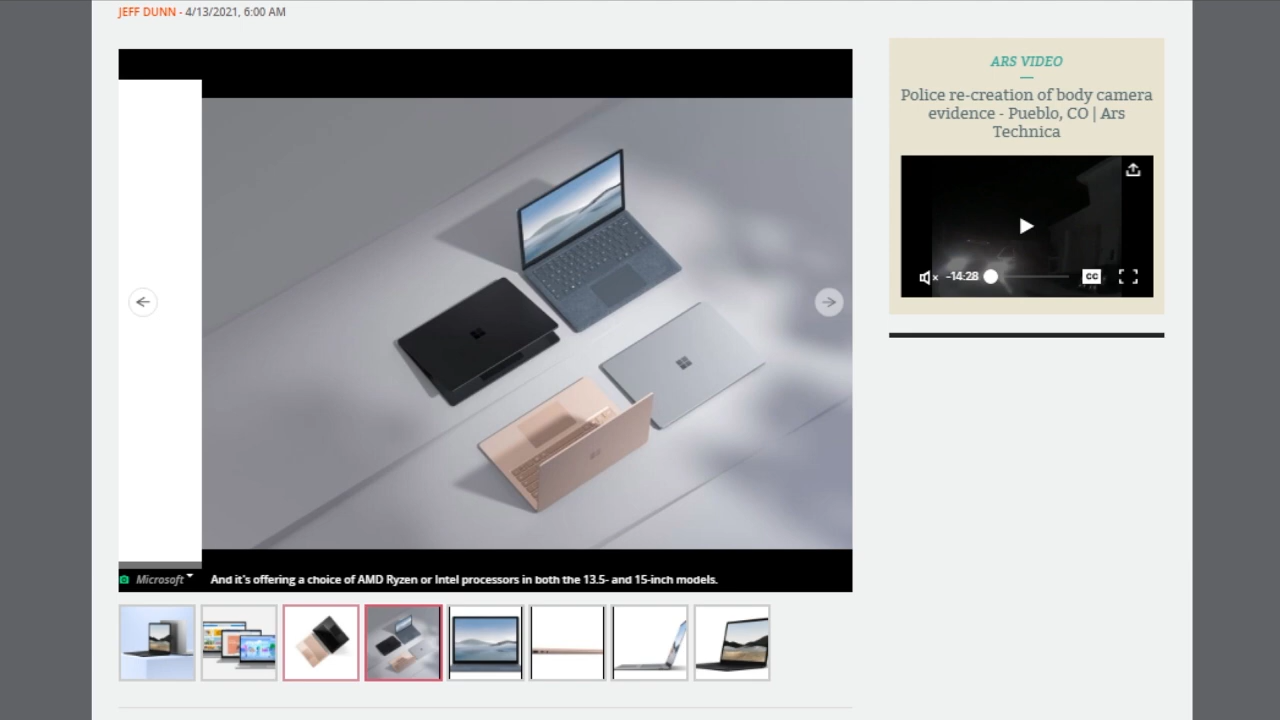 JEFF DUNN - 4/13/2021, 6:00 AM
ARS VIDEO
Police re-creation of body camera
evidence - Pueblo, CO | Ars
Technica
-14:28
CC
Microsoft
And it's offering a choice of AMD Ryzen or Intel processors in both the 13.5- and 15-inch models.